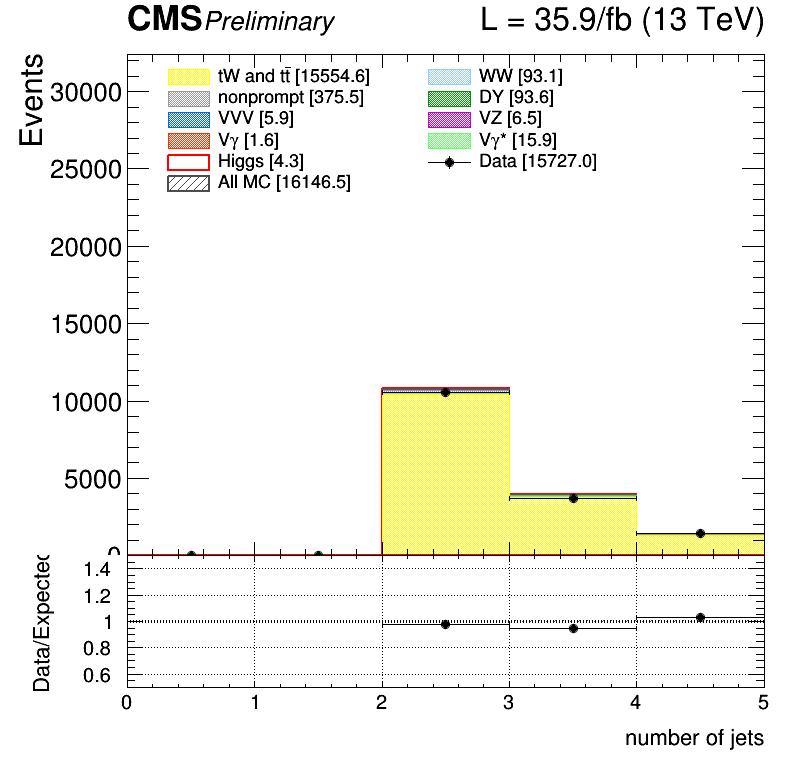 CMS Preliminary L = 35.9/fb (13 TeV)
Events
30000
25000
20000
15000
10000
5000
0
tW and tt̄ [15554.6] WW [93.1]
nonprompt [375.5] DY [93.6]
VVV [5.9] VZ [6.5]
Vγ [1.6] Vγ* [15.9]
Higgs [4.3] Data [15727.0]
All MC [16146.5]
Data/Expected
1.4
1.2
1
0.8
0.6
0 1 2 3 4 5
number of jets